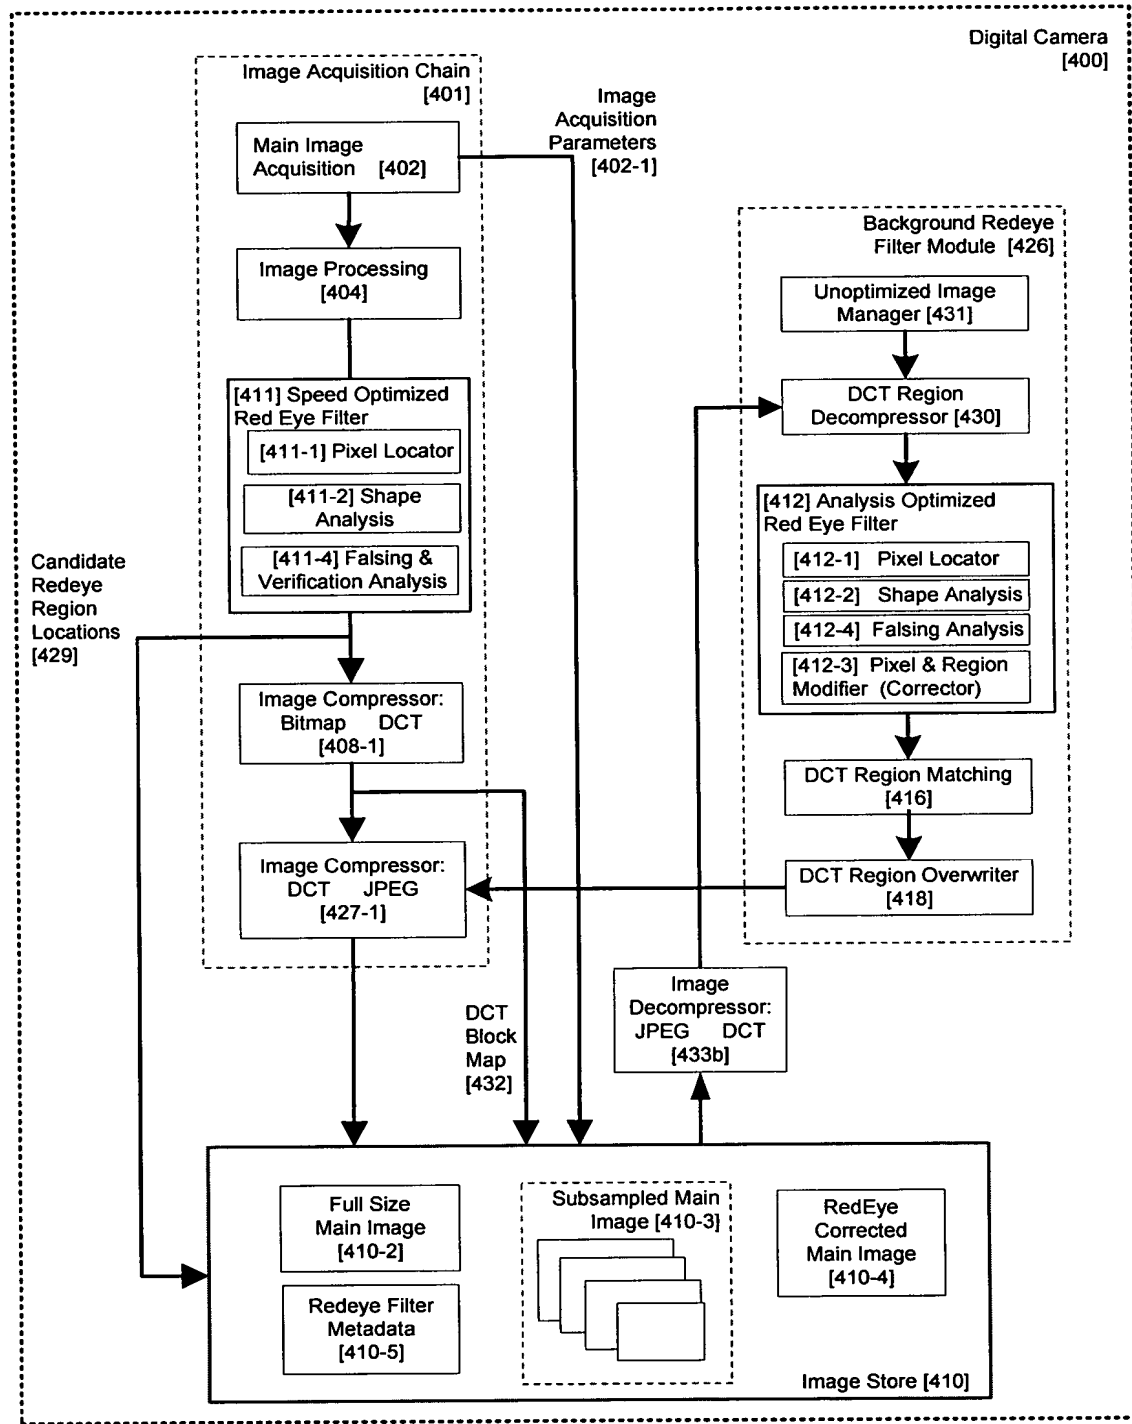 Digital Camera
[400]
Image Acquisition Chain
[401]
Main Image
Acquisition [402]
Image Processing
[404]
[411] Speed Optimized
Red Eye Filter
[411-1] Pixel Locator
[411-2] Shape
Analysis
[411-4] Falsing &
Verification Analysis
Candidate
Redeye
Region
Locations
[429]
Image Compressor:
Bitmap DCT
[408-1]
Image Compressor:
DCT JPEG
[427-1]
Image
Acquisition
Parameters
[402-1]
Background Redeye
Filter Module [426]
Unoptimized Image
Manager [431]
DCT Region
Decompressor [430]
[412] Analysis Optimized
Red Eye Filter
[412-1] Pixel Locator
[412-2] Shape Analysis
[412-4] Falsing Analysis
[412-3] Pixel & Region
Modifier (Corrector)
DCT Region Matching
[416]
DCT Region Overwriter
[418]
DCT
Block
Map
[432]
Image
Decompressor:
JPEG DCT
[433b]
Full Size
Main Image
[410-2]
Redeye Filter
Metadata
[410-5]
Subsampled Main
Image [410-3]
RedEye
Corrected
Main Image
[410-4]
Image Store [410]